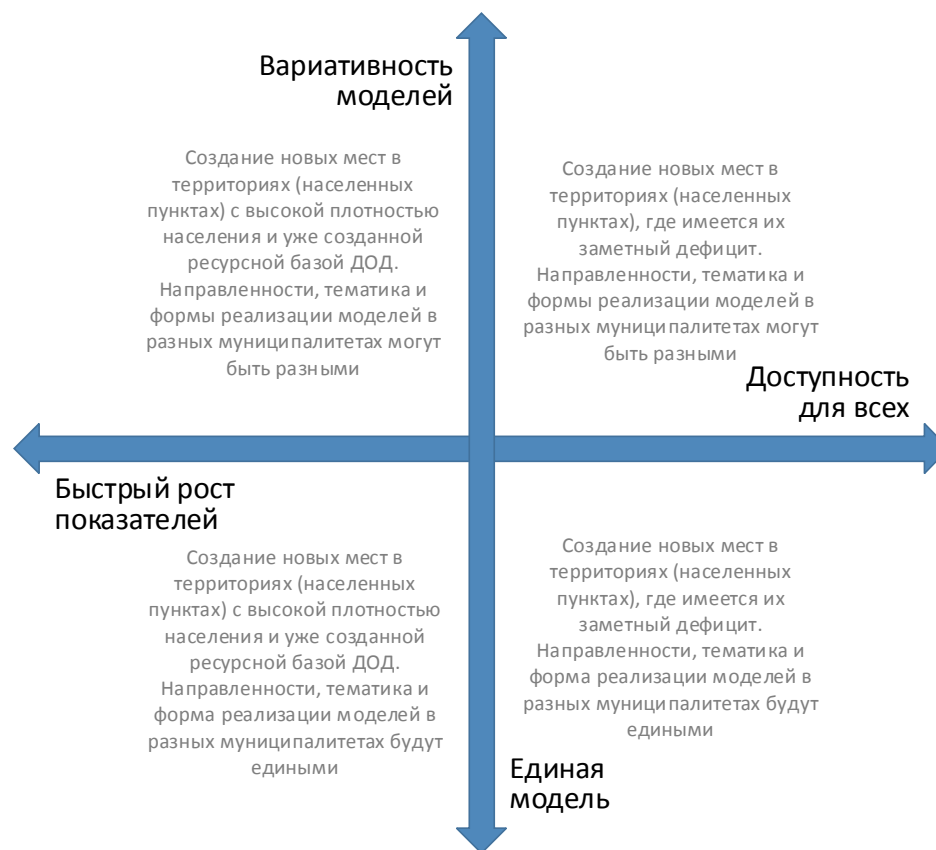 Вариативность
моделей
Создание новых мест в
территориях (населенных
пунктах) с высокой плотностью
населения и уже созданной
ресурсной базой ДОД.
Направленности, тематика и
формы реализации моделей в
разных муниципалитетах могут
быть разными
Создание новых мест в
территориях (населенных
пунктах), где имеется их
заметный дефицит.
Направленности, тематика и
формы реализации моделей в
разных муниципалитетах могут
быть разными
Доступность
для всех
Быстрый рост
показателей
Создание новых мест в
территориях (населенных
пунктах) с высокой плотностью
населения и уже созданной
ресурсной базой ДОД.
Направленности, тематика и
форма реализации моделей в
разных муниципалитетах будут
едиными
Создание новых мест в
территориях (населенных
пунктах), где имеется их
заметный дефицит.
Направленности, тематика и
форма реализации моделей в
разных муниципалитетах будут
едиными
Единая
модель